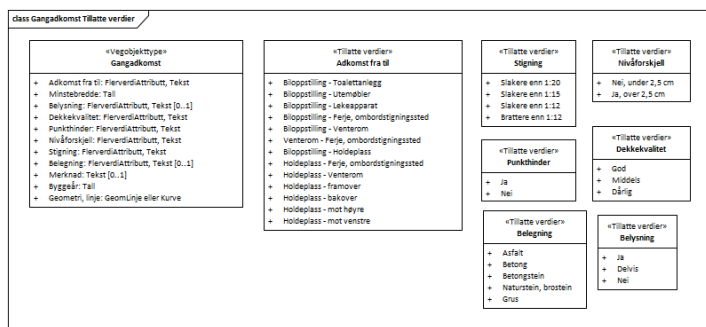 class Gangadkomst Tillatte verdier
«Vegobjekttype»
Gangadkomst
+ Adkomst fra til: FlerverdiAttributt, Tekst
+ Minstebredde: Tall
+ Belysning: FlerverdiAttributt, Tekst [0..1]
+ Dekkekvalitet: FlerverdiAttributt, Tekst
+ Punkthinder: FlerverdiAttributt, Tekst
+ Nivåforskjell: FlerverdiAttributt, Tekst
+ Stigning: FlerverdiAttributt, Tekst
+ Belegning: FlerverdiAttributt, Tekst [0..1]
+ Merknad: Tekst [0..1]
+ Byggeår: Tall
+ Geometri, linje: GeomLinje eller Kurve
«Tillatte verdier»
Adkomst fra til
+ Biloppstilling - Toalettanlegg
+ Biloppstilling - Utemøbler
+ Biloppstilling - Lekeapparat
+ Biloppstilling - Ferje, ombordstigningssted
+ Biloppstilling - Venterom
+ Venterom - Ferje, ombordstigningssted
+ Biloppstilling - Holdeplass
+ Holdeplass - Ferje, ombordstigningssted
+ Holdeplass - Venterom
+ Holdeplass - framover
+ Holdeplass - bakover
+ Holdeplass - mot høyre
+ Holdeplass - mot venstre
«Tillatte verdier»
Stigning
+ Slakere enn 1:20
+ Slakere enn 1:15
+ Slakere enn 1:12
+ Brattere enn 1:12
«Tillatte verdier»
Nivåforskjell
+ Nei, under 2,5 cm
+ Ja, over 2,5 cm
«Tillatte verdier»
Punkthinder
+ Ja
+ Nei
«Tillatte verdier»
Dekkekvalitet
+ God
+ Middels
+ Dårlig
«Tillatte verdier»
Belegning
+ Asfalt
+ Betong
+ Betongstein
+ Naturstein, brostein
+ Grus
«Tillatte verdier»
Belysning
+ Ja
+ Delvis
+ Nei